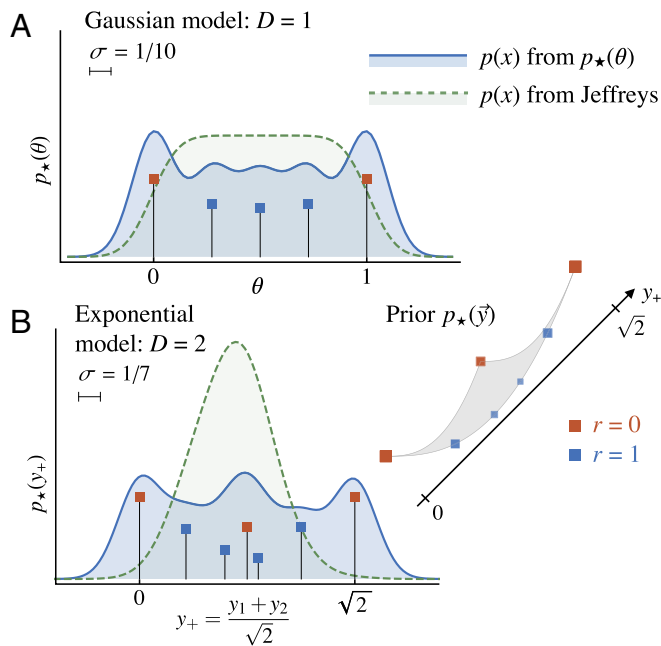 A
Gaussian model: D = 1
σ = 1/10
p(x) from p⋆(θ)
p(x) from Jeffreys
p⋆(θ)
0
θ
1
B
Exponential
model: D = 2
σ = 1/7
p⋆(y₊)
0
√2
y₊ = (y₁ + y₂)/√2
Prior p⋆(y⃗)
y₊
√2
0
r = 0
r = 1